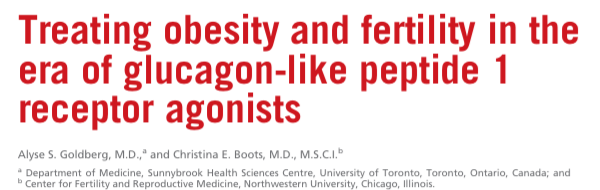 Treating obesity and fertility in the
era of glucagon-like peptide 1
receptor agonists
Alyse S. Goldberg, M.D.,a and Christina E. Boots, M.D., M.S.C.I.b
a Department of Medicine, Sunnybrook Health Sciences Centre, University of Toronto, Toronto, Ontario, Canada; and
b Center for Fertility and Reproductive Medicine, Northwestern University, Chicago, Illinois.